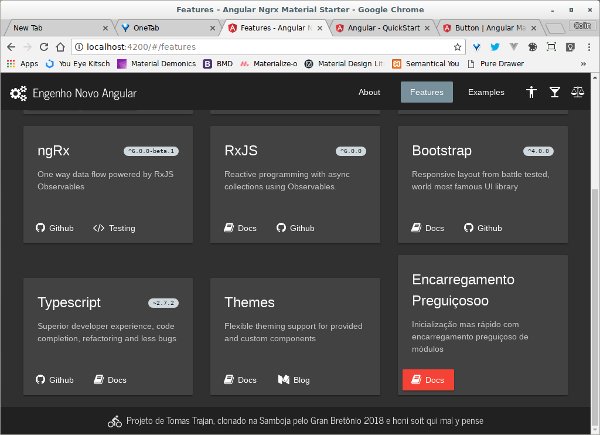 Features - Angular Ngrx Material Starter - Google Chrome
New Tab
OneTab
Features - Angular N
Angular - QuickStart
Button | Angular Ma
Colin
localhost:4200/#/features
Apps
You Eye Kitsch
Material Demonics
BMD
Materialize-o
Material Design Lit
Semantical You
Pure Drawer
Engenho Novo Angular
About
Features
Examples
ngRx
^6.0.0-beta.1
One way data flow powered by RxJS
Observables
Github
Testing
RxJS
^6.0.0
Reactive programming with async
collections using Observables.
Docs
Github
Bootstrap
^4.0.0
Responsive layout from battle tested,
world most famous UI library
Docs
Github
Typescript
~2.7.2
Superior developer experience, code
completion, refactoring and less bugs
Github
Docs
Themes
Flexible theming support for provided
and custom components
Docs
Blog
Encarregamento
Preguiçosoo
Inicialização mas rápido com
encarregamento preguiçoso de
módulos
Docs
Projeto de Tomas Trajan, clonado na Samboja pelo Gran Bretônio 2018 e honi soit qui mal y pense